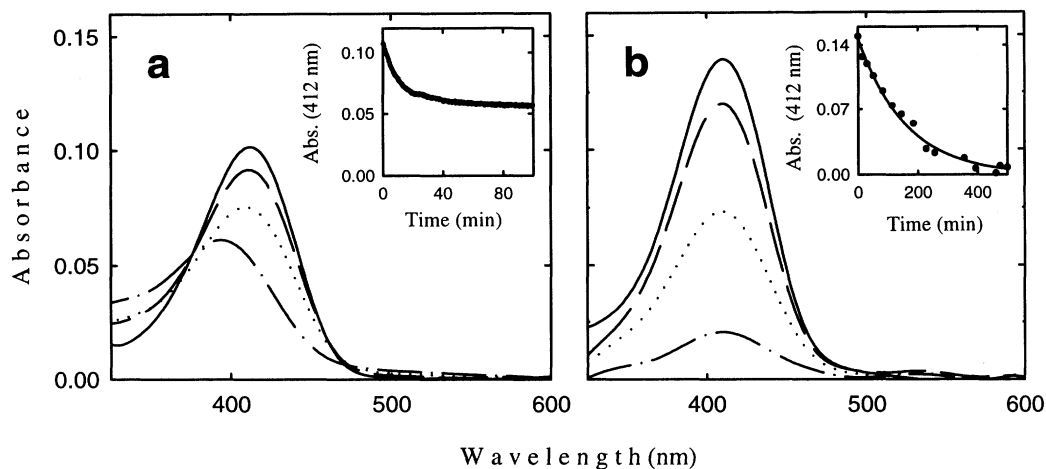 0.15
0.10
0.05
0.00
Absorbance
a
0.10
0.05
0.00
Abs. (412 nm)
0 40 80
Time (min)
400 500 600
b
0.14
0.07
0.00
Abs. (412 nm)
0 200 400
Time (min)
400 500 600
Wavelength (nm)